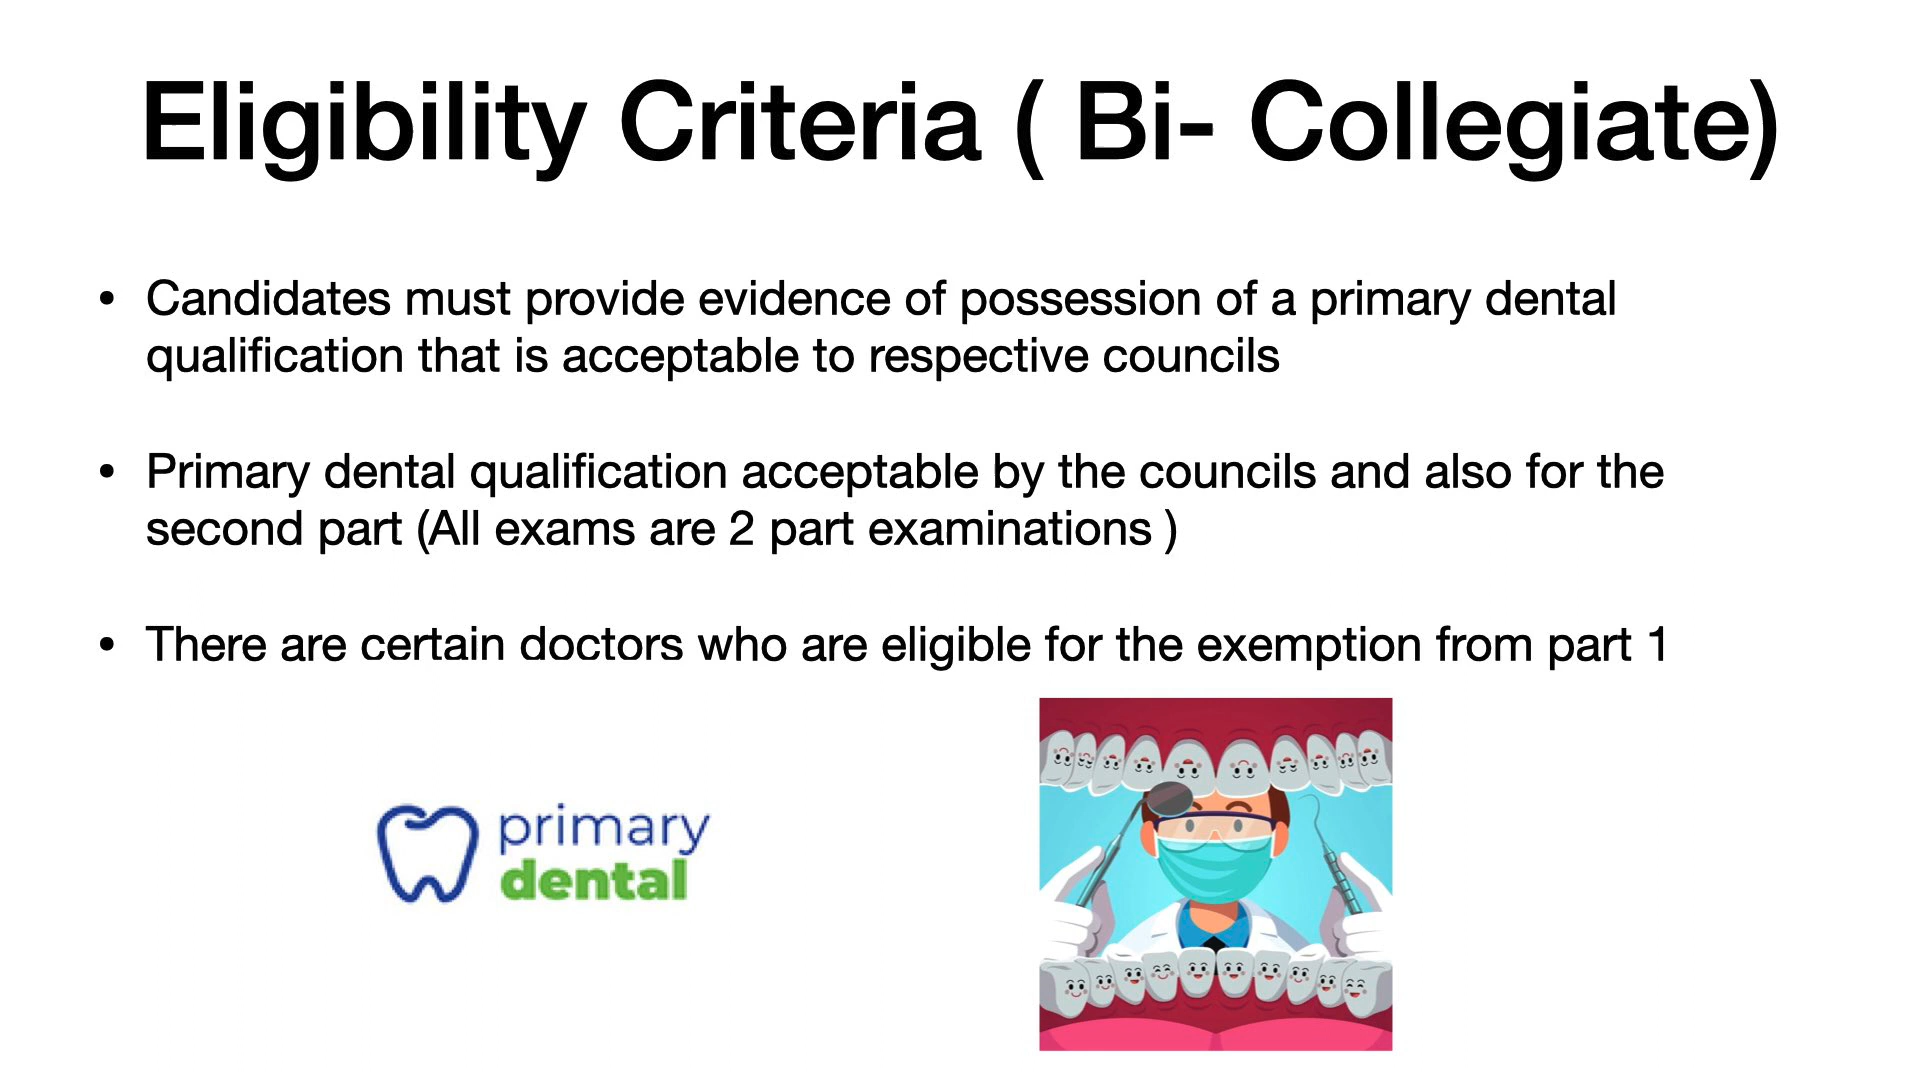 Eligibility Criteria ( Bi- Collegiate)
• Candidates must provide evidence of possession of a primary dental
qualification that is acceptable to respective councils
• Primary dental qualification acceptable by the councils and also for the
second part (All exams are 2 part examinations )
• There are certain doctors who are eligible for the exemption from part 1
primary
dental